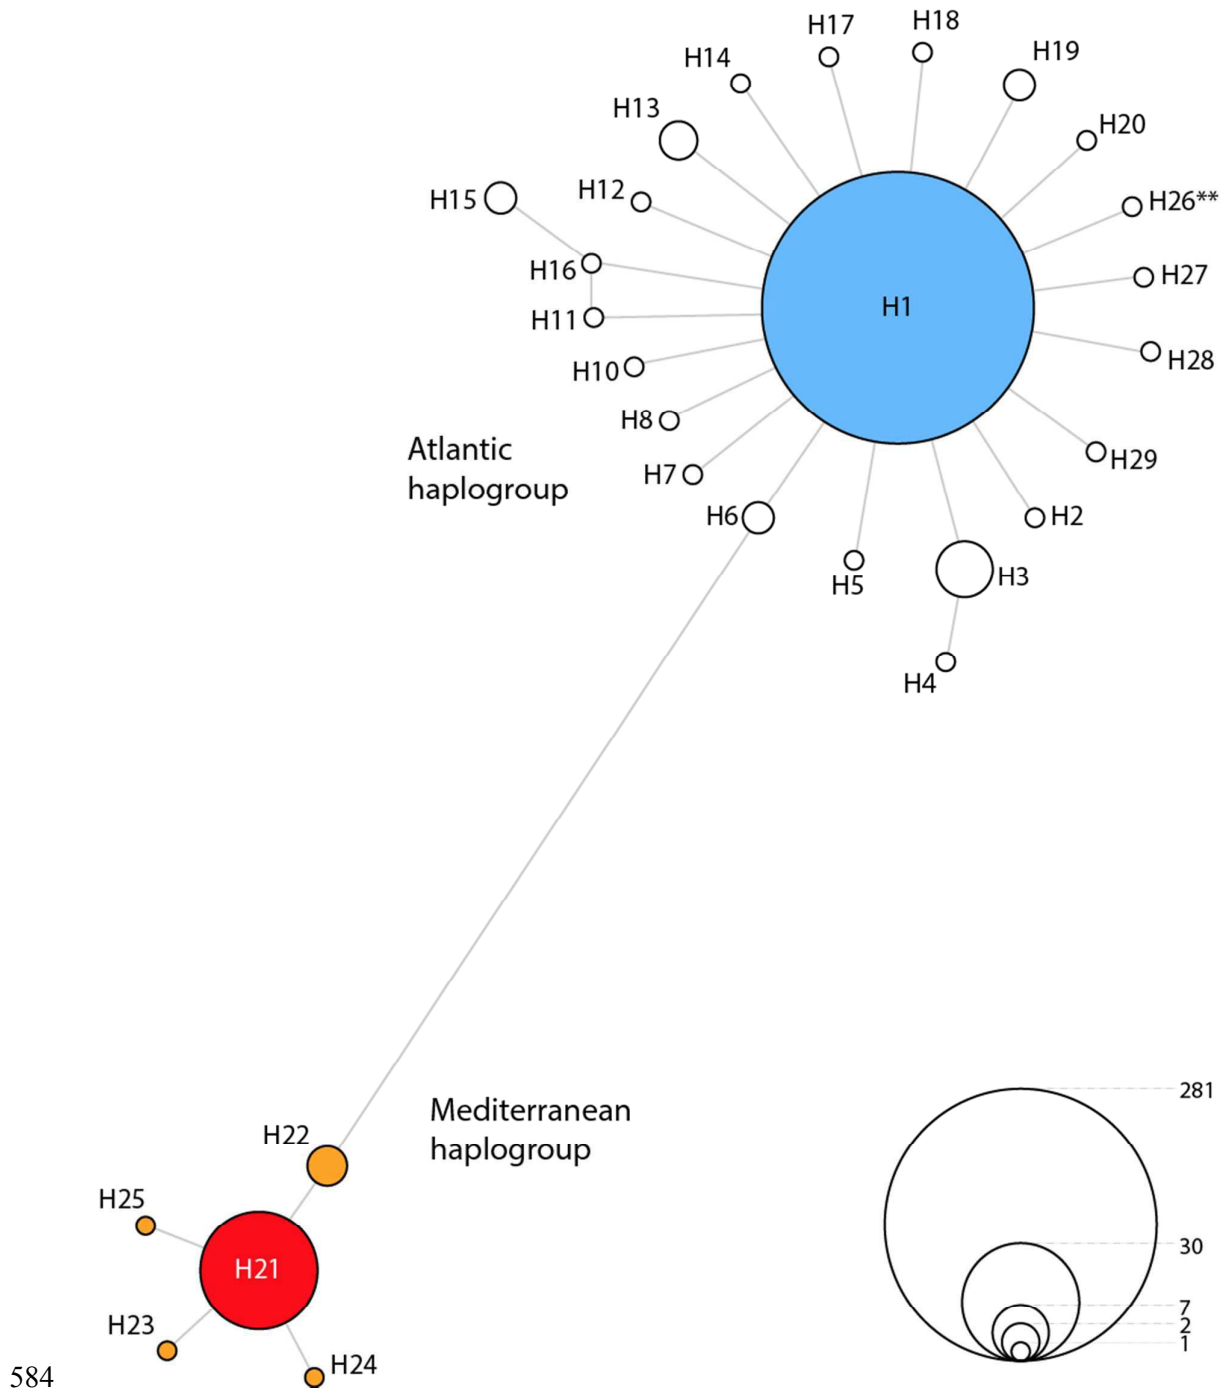 H18
H17
H19
H14
H13
H20
H12
H26**
H15
H16
H27
H1
H11
H28
H10
H8
Atlantic
haplogroup
H29
H7
H6
H2
H5
H3
H4
281
Mediterranean
haplogroup
H22
H25
30
H21
7
2
H23
1
H24
584